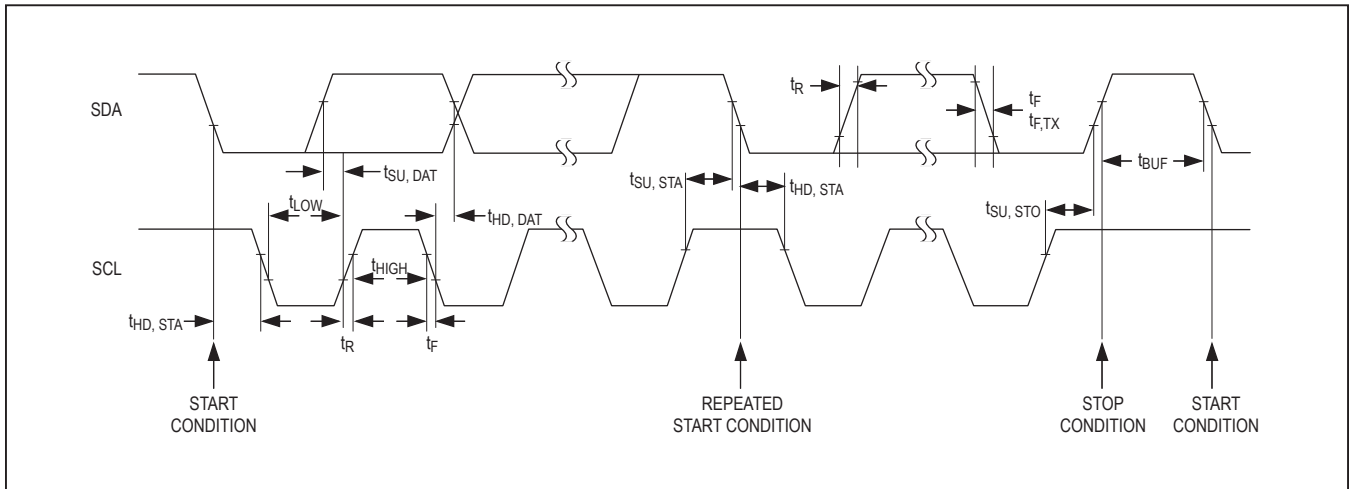 SDA
tR
tF
tF,TX
tSU, DAT
tSU, STA
tHD, STA
tBUF
tLOW
tHD, DAT
tSU, STO
SCL
tHIGH
tHD, STA
tR
tF
START
CONDITION
REPEATED
START CONDITION
STOP
CONDITION
START
CONDITION